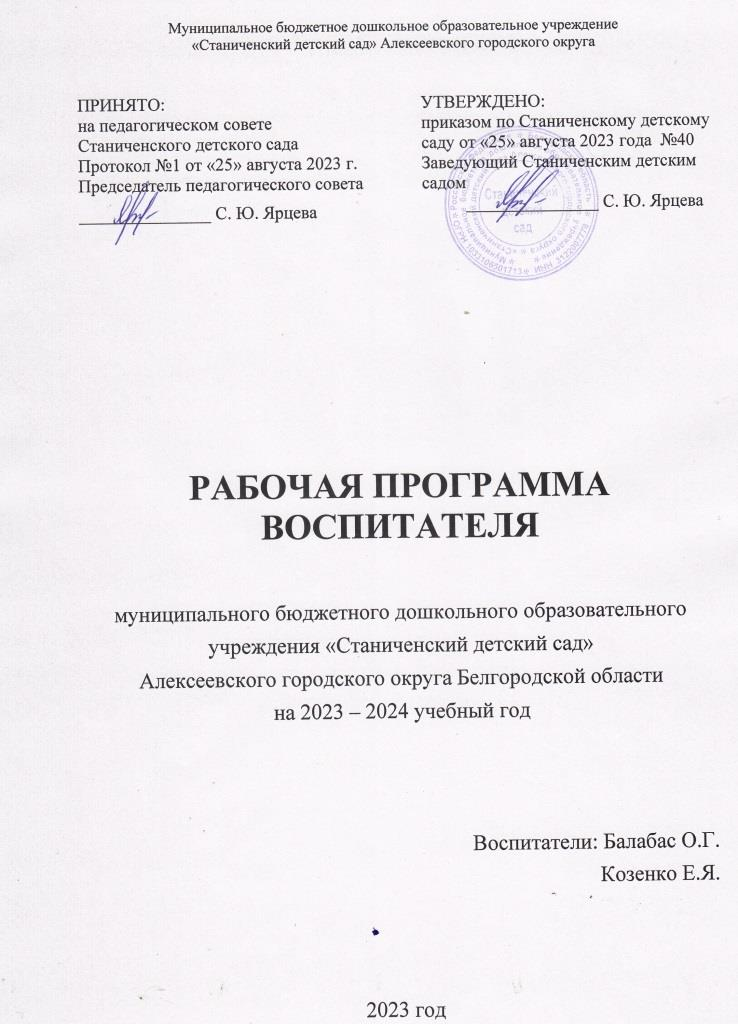 Муниципальное бюджетное дошкольное образовательное учреждение
«Станиченский детский сад» Алексеевского городского округа
ПРИНЯТО:
на педагогическом совете
Станиченского детского сада
Протокол №1 от «25» августа 2023 г.
Председатель педагогического совета
С. Ю. Ярцева
УТВЕРЖДЕНО:
приказом по Станиченскому детскому
саду от «25» августа 2023 года №40
Заведующий Станиченским детским
садом
С. Ю. Ярцева
сад
РАБОЧАЯ ПРОГРАММА
ВОСПИТАТЕЛЯ
муниципального бюджетного дошкольного образовательного
учреждения «Станиченский детский сад»
Алексеевского городского округа Белгородской области
на 2023 – 2024 учебный год
Воспитатели: Балабас О.Г.
Козенко Е.Я.
2023 год